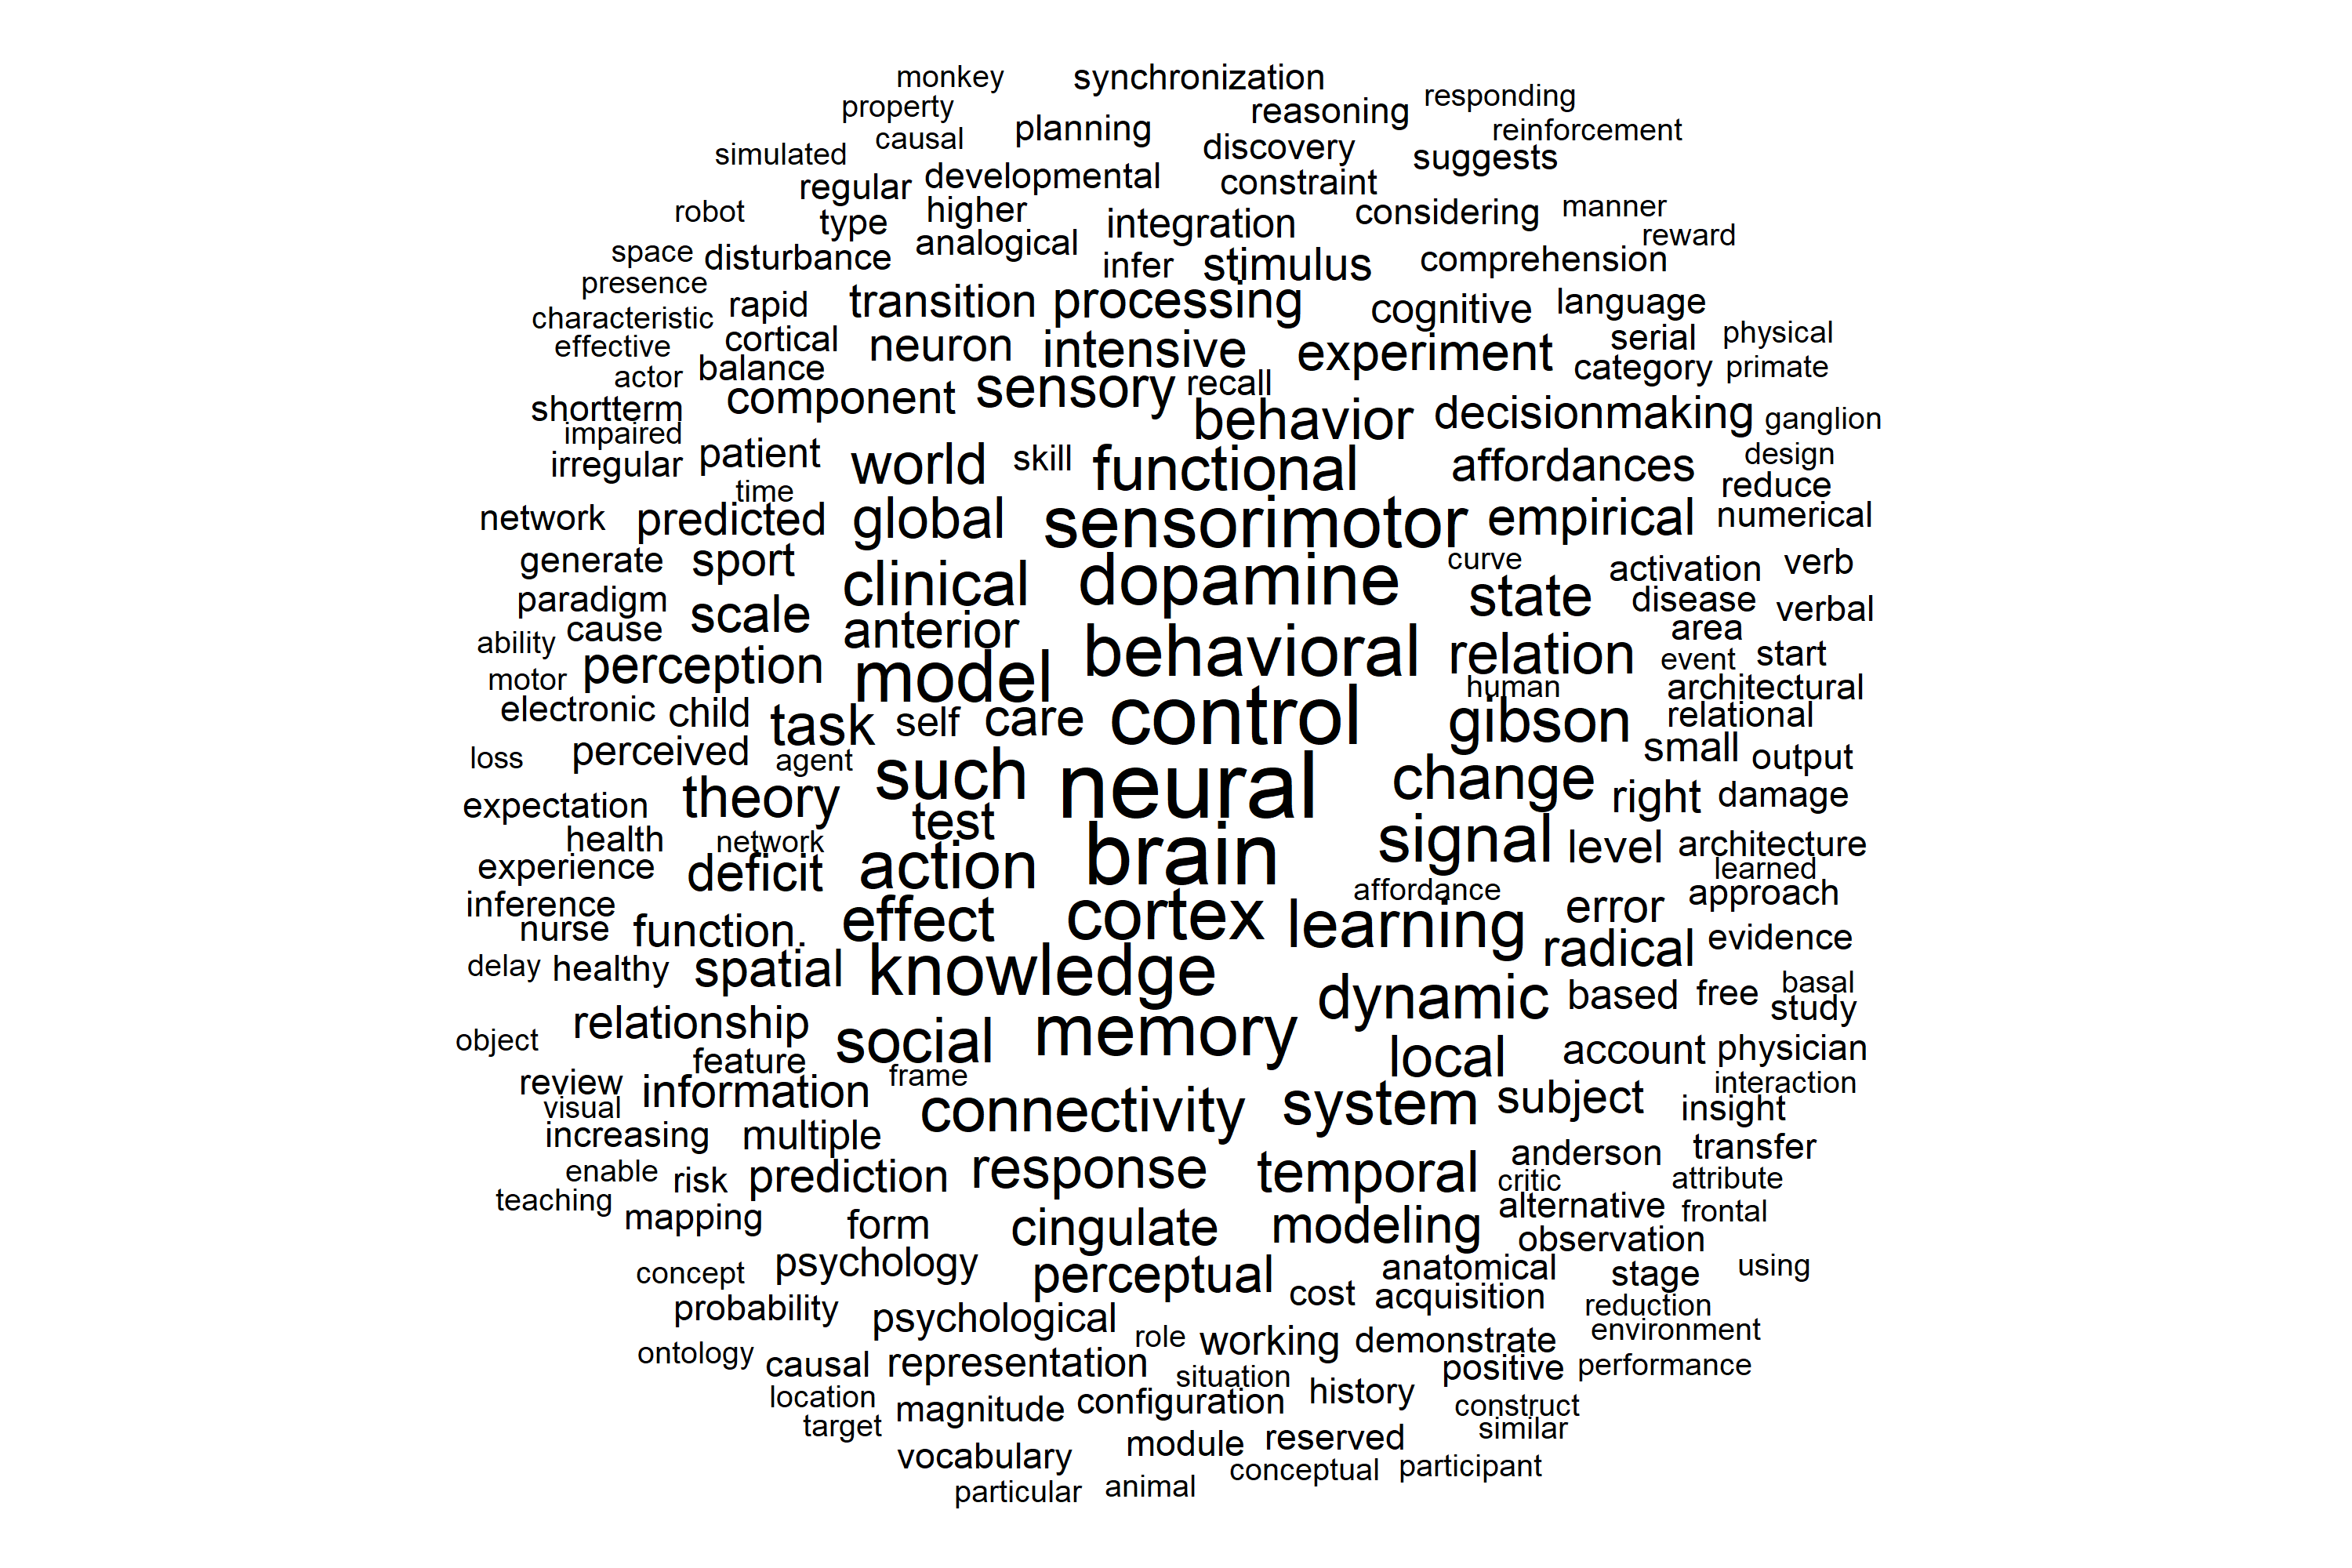 monkey synchronization
property reasoning responding
causal planning reinforcement
simulated discovery suggests
regular developmental constraint
robot type higher integration considering manner
space disturbance analogical infer stimulus comprehension reward
presence rapid transition processing cognitive language
characteristic cortical neuron intensive experiment serial physical
effective balance sensory recall category primate
actor component behavior decisionmaking ganglion
shortterm
impaired patient world skill functional affordances design
irregular time reduce
network predicted global sensorimotor empirical numerical
generate sport clinical dopamine curve activation verb
paradigm scale state disease verbal
ability cause anterior behavioral relation area
motor perception model event start
electronic child task self care control human gibson architectural
relational
loss perceived agent such neural change small output
expectation theory test right damage
health network brain signal level architecture
experience deficit action affordance learned
inference effect cortex learning error approach
nurse function. radical evidence
delay healthy spatial knowledge dynamic based free basal
study
object relationship social memory local account physician
feature
review information frame connectivity system subject interaction
visual insight
increasing multiple response temporal anderson transfer
enable risk prediction critic attribute
teaching mapping form cingulate modeling alternative frontal
observation
concept psychology perceptual anatomical stage using
probability psychological cost acquisition reduction
role working demonstrate environment
ontology causal representation situation positive performance
location magnitude configuration history construct
target similar
vocabulary module reserved
particular animal conceptual participant